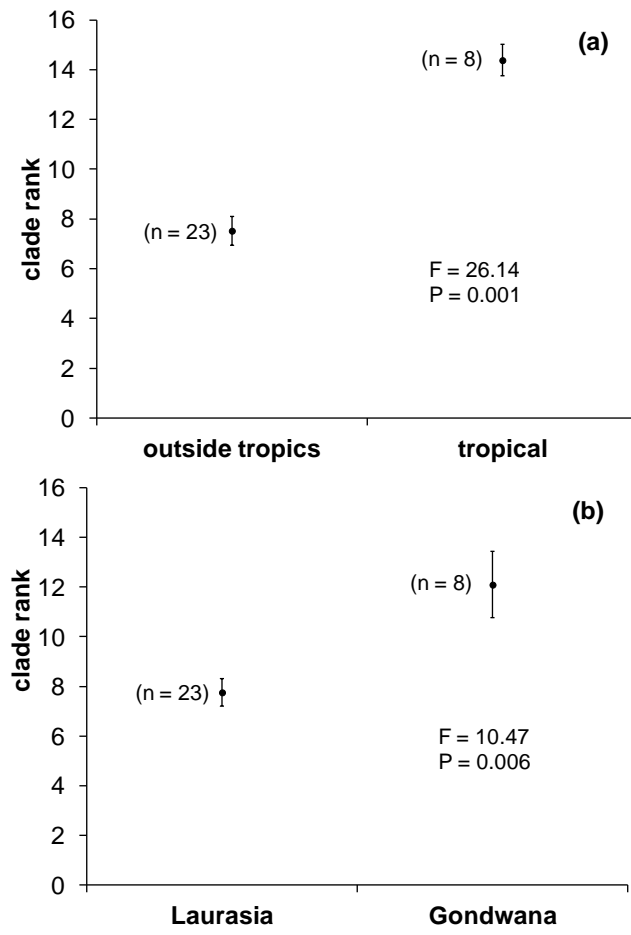 16
(a)
14
(n = 8)
12
10
clade rank
8
(n = 23)
6
F = 26.14
P = 0.001
4
2
0
outside tropics tropical
16
(b)
14
12
(n = 8)
10
clade rank
8
(n = 23)
6
F = 10.47
P = 0.006
4
2
0
Laurasia Gondwana